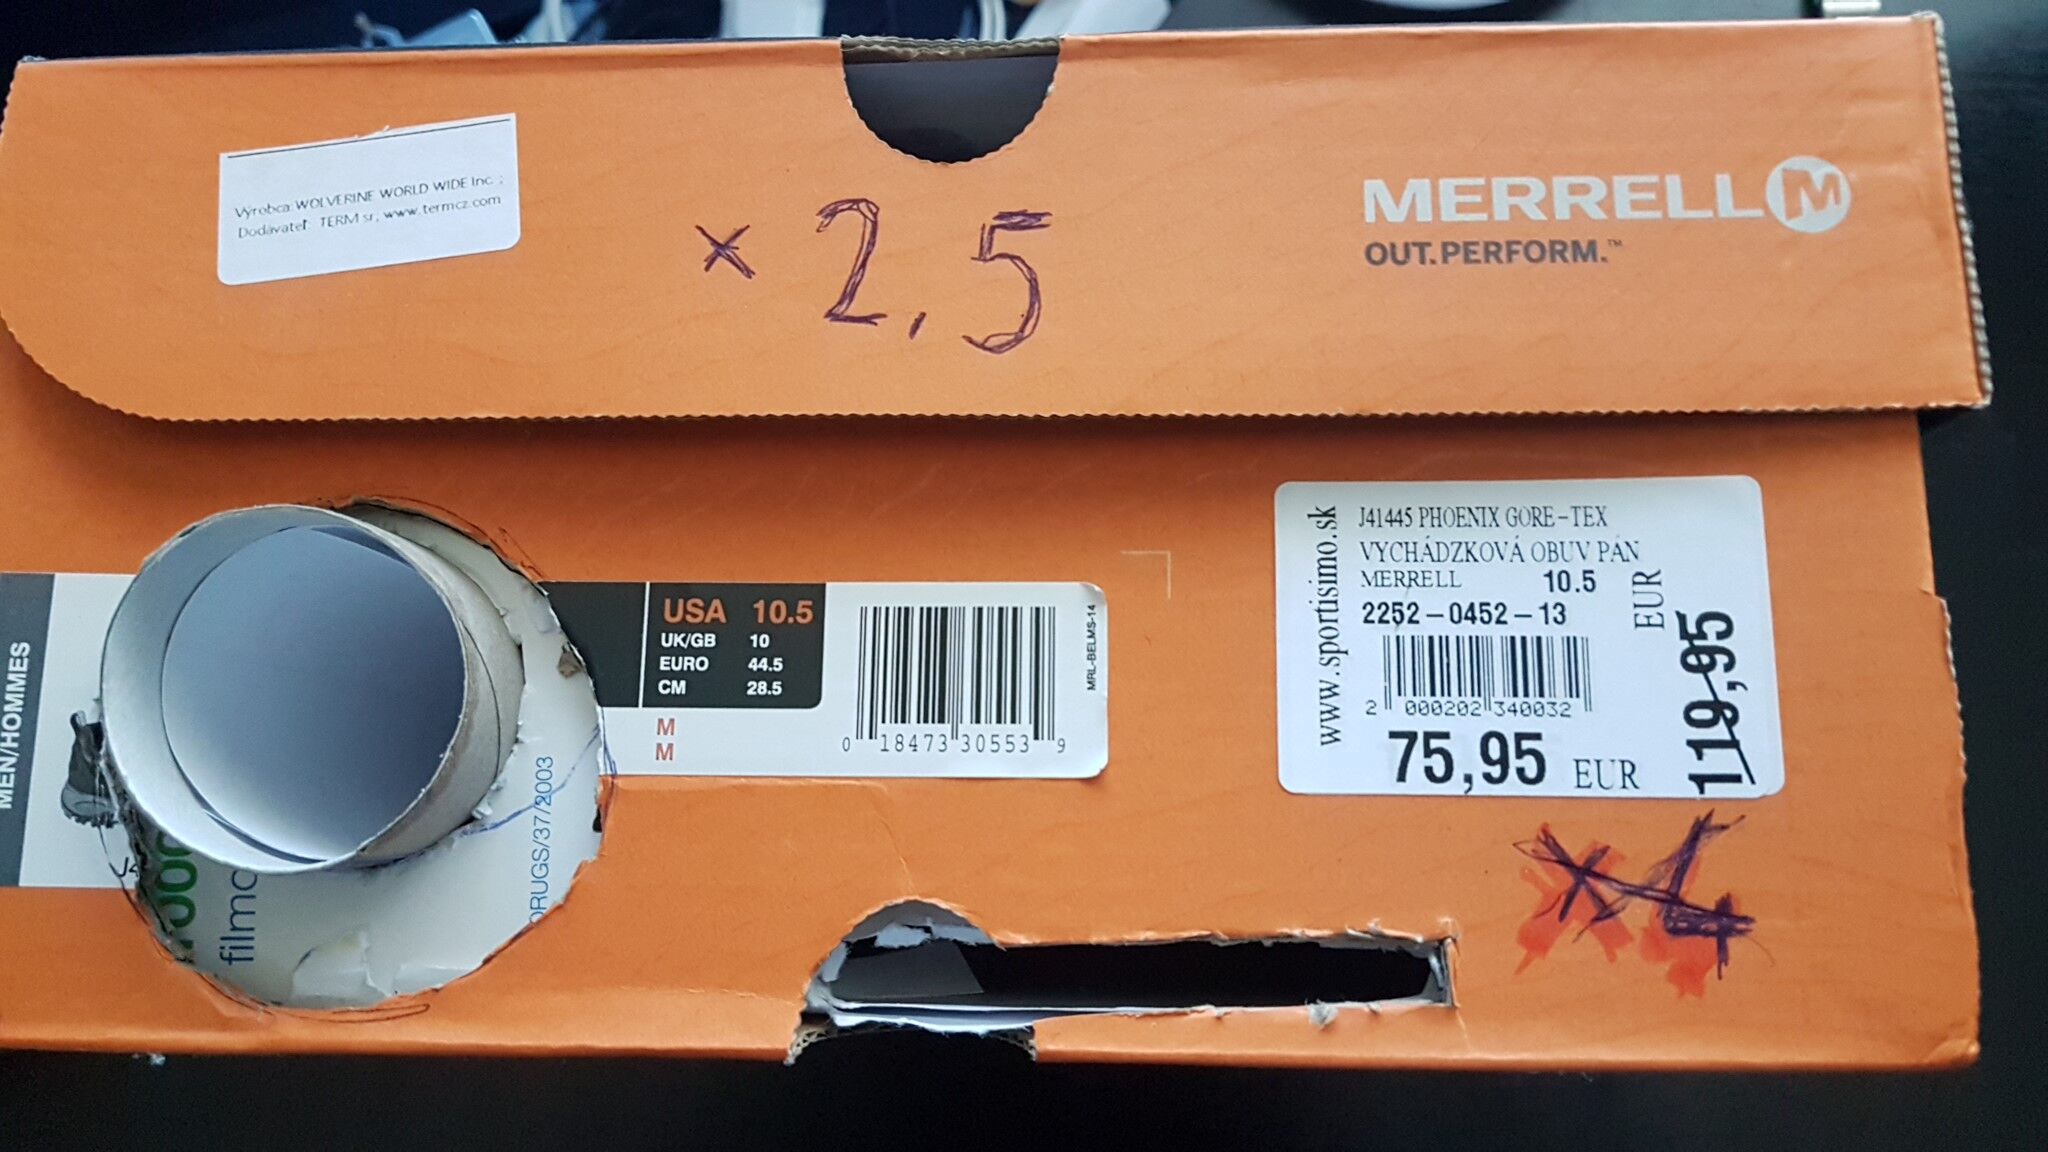 Výrobca: WOLVERINE WORLD WIDE Inc. ;
Dodávateľ: TERM sr, www.termcz.com
× 2,5
MERRELL M
OUT.PERFORM.™
MEN/HOMMES
USA 10.5
UK/GB 10
EURO 44.5
CM 28.5
M
M
0 18473 30553 9
MRL-BELMS-14
www.sportisimo.sk
J41445 PHOENIX GORE-TEX
VYCHÁDZKOVÁ OBUV PÁN
MERRELL 10.5
2252-0452-13
2 000202 340032
75,95 EUR
119,95 EUR
×4
filmo
DRUGS/37/2003